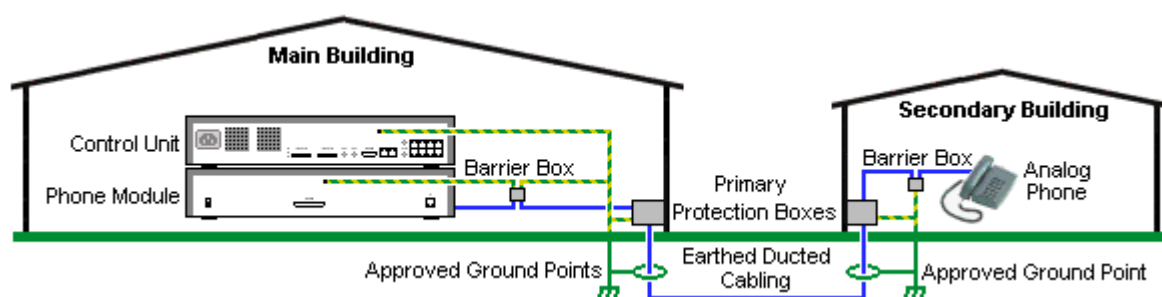 Main Building
Secondary Building
Control Unit
Phone Module
Barrier Box
Primary
Protection Boxes
Barrier Box
Analog
Phone
Approved Ground Points
Earthed Ducted
Cabling
Approved Ground Point